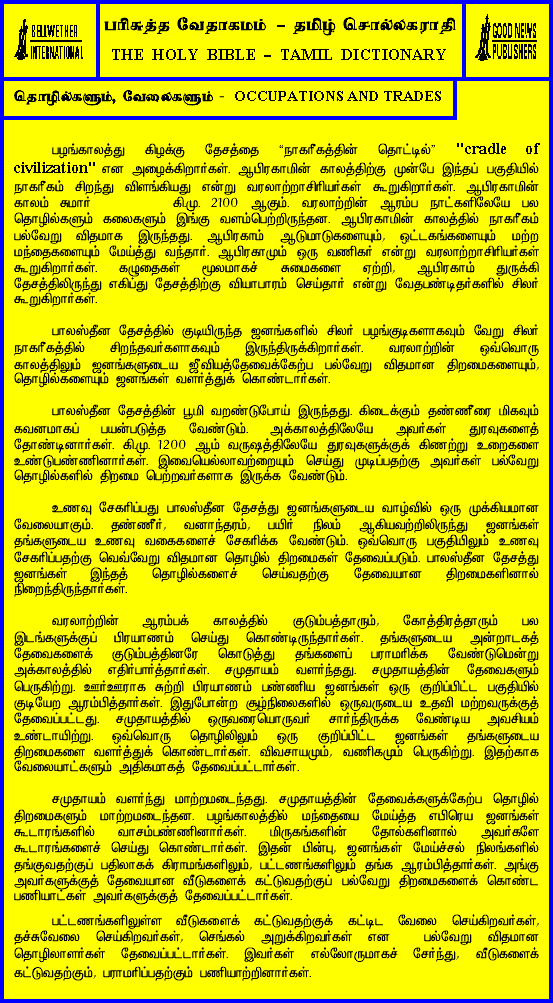 BELLWETHER
INTERNATIONAL
பரிசுத்த வேதாகமம் – தமிழ் சொல்லகராதி
THE HOLY BIBLE – TAMIL DICTIONARY
GOOD NEWS
PUBLISHERS
தொழில்களும், வேலைகளும் - OCCUPATIONS AND TRADES
பழங்காலத்து கிழக்கு தேசத்தை “நாகரீகத்தின் தொட்டில்” "cradle of
civilization" என அழைக்கிறார்கள். ஆபிரகாமின் காலத்திற்கு முன்பே இந்தப் பகுதியில்
நாகரீகம் சிறந்து விளங்கியது என்று வரலாற்றாசிரியர்கள் கூறுகிறார்கள். ஆபிரகாமின்
காலம் சுமார் கி.மு. 2100 ஆகும். வரலாற்றின் ஆரம்ப நாட்களிலேயே பல
தொழில்களும் கலைகளும் இங்கு வளம்பெற்றிருந்தன. ஆபிரகாமின் காலத்தில் நாகரீகம்
பல்வேறு விதமாக இருந்தது. ஆபிரகாம் ஆடுமாடுகளையும், ஒட்டகங்களையும் மற்ற
மந்தைகளையும் மேய்த்து வந்தார். ஆபிரகாமும் ஒரு வணிகர் என்று வரலாற்றாசிரியர்கள்
கூறுகிறார்கள். கழுதைகள் மூலமாகச் சுமைகளை ஏற்றி, ஆபிரகாம் துருக்கி
தேசத்திலிருந்து எகிப்து தேசத்திற்கு வியாபாரம் செய்தார் என்று வேதபண்டிதர்களில் சிலர்
கூறுகிறார்கள்.
பாலஸ்தீன தேசத்தில் குடியிருந்த ஜனங்களில் சிலர் பழங்குடிகளாகவும் வேறு சிலர்
நாகரீகத்தில் சிறந்தவர்களாகவும் இருந்திருக்கிறார்கள். வரலாற்றின் ஒவ்வொரு
காலத்திலும் ஜனங்களுடைய ஜீவியத்தேவைக்கேற்ப பல்வேறு விதமான திறமைகளையும்,
தொழில்களையும் ஜனங்கள் வளர்த்துக் கொண்டார்கள்.
பாலஸ்தீன தேசத்தின் பூமி வறண்டுபோய் இருந்தது. கிடைக்கும் தண்ணீரை மிகவும்
கவனமாகப் பயன்படுத்த வேண்டும். அக்காலத்திலேயே அவர்கள் துரவுகளைத்
தோண்டினார்கள். கி.மு. 1200 ஆம் வருஷத்திலேயே துரவுகளுக்குக் கிணற்று உறைகளை
உண்டுபண்ணினார்கள். இவையெல்லாவற்றையும் செய்து முடிப்பதற்கு அவர்கள் பல்வேறு
தொழில்களில் திறமை பெற்றவர்களாக இருக்க வேண்டும்.
உணவு சேகரிப்பது பாலஸ்தீன தேசத்து ஜனங்களுடைய வாழ்வில் ஒரு முக்கியமான
வேலையாகும். தண்ணீர், வனாந்தரம், பயிர் நிலம் ஆகியவற்றிலிருந்து ஜனங்கள்
தங்களுடைய உணவு வகைகளைச் சேகரிக்க வேண்டும். ஒவ்வொரு பகுதியிலும் உணவு
சேகரிப்பதற்கு வெவ்வேறு விதமான தொழில் திறமைகள் தேவைப்படும். பாலஸ்தீன தேசத்து
ஜனங்கள் இந்தத் தொழில்களைச் செய்வதற்கு தேவையான திறமைகளினால்
நிறைந்திருந்தார்கள்.
வரலாற்றின் ஆரம்பக் காலத்தில் குடும்பத்தாரும், கோத்திரத்தாரும் பல
இடங்களுக்குப் பிரயாணம் செய்து கொண்டிருந்தார்கள். தங்களுடைய அன்றாடகத்
தேவைகளைக் குடும்பத்தினரே கொடுத்து தங்களைப் பராமரிக்க வேண்டுமென்று
அக்காலத்தில் எதிர்பார்த்தார்கள். சமுதாயம் வளர்ந்தது. சமுதாயத்தின் தேவைகளும்
பெருகிற்று. ஊர்ஊராக சுற்றி பிரயாணம் பண்ணிய ஜனங்கள் ஒரு குறிப்பிட்ட பகுதியில்
குடியேற ஆரம்பித்தார்கள். இதுபோன்ற சூழ்நிலைகளில் ஒருவருடைய உதவி மற்றவருக்குத்
தேவைப்பட்டது. சமுதாயத்தில் ஒருவரையொருவர் சார்ந்திருக்க வேண்டிய அவசியம்
உண்டாயிற்று. ஒவ்வொரு தொழிலிலும் ஒரு குறிப்பிட்ட ஜனங்கள் தங்களுடைய
திறமைகளை வளர்த்துக் கொண்டார்கள். விவசாயமும், வணிகமும் பெருகிற்று. இதற்காக
வேலையாட்களும் அதிகமாகத் தேவைப்பட்டார்கள்.
சமுதாயம் வளர்ந்து மாற்றமடைந்தது. சமுதாயத்தின் தேவைக்களுக்கேற்ப தொழில்
திறமைகளும் மாற்றமடைந்தன. பழங்காலத்தில் மந்தையை மேய்த்த எபிரெய ஜனங்கள்
கூடாரங்களில் வாசம்பண்ணினார்கள். மிருகங்களின் தோல்களினால் அவர்களே
கூடாரங்களைச் செய்து கொண்டார்கள். இதன் பின்பு, ஜனங்கள் மேய்ச்சல் நிலங்களில்
தங்குவதற்குப் பதிலாகக் கிராமங்களிலும், பட்டணங்களிலும் தங்க ஆரம்பித்தார்கள். அங்கு
அவர்களுக்குத் தேவையான வீடுகளைக் கட்டுவதற்குப் பல்வேறு திறமைகளைக் கொண்ட
பணியாட்கள் அவர்களுக்குத் தேவைப்பட்டார்கள்.
பட்டணங்களிலுள்ள வீடுகளைக் கட்டுவதற்குக் கட்டிட வேலை செய்கிறவர்கள்,
தச்சுவேலை செய்கிறவர்கள், செங்கல் அறுக்கிறவர்கள் என பல்வேறு விதமான
தொழிலாளர்கள் தேவைப்பட்டார்கள். இவர்கள் எல்லோருமாகச் சேர்ந்து, வீடுகளைக்
கட்டுவதற்கும், பராமரிப்பதற்கும் பணியாற்றினார்கள்.